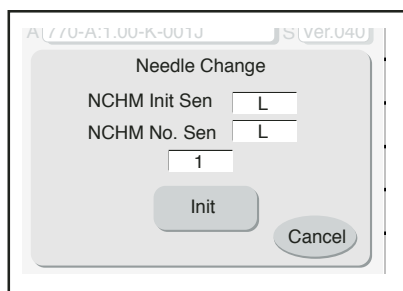 A 770-A:1.00-K-001J S Ver.040
Needle Change
NCHM Init Sen L
NCHM No. Sen L
1
Init
Cancel